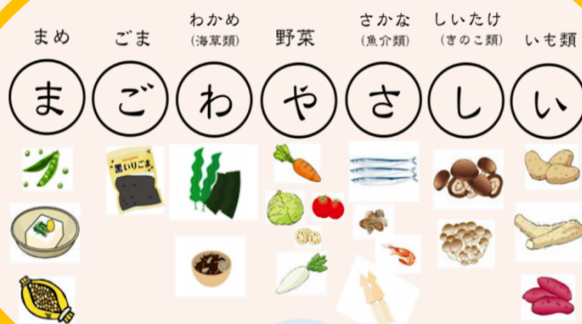 まめ
ごま
わかめ
(海草類)
野菜
さかな
(魚介類)
しいたけ
(きのこ類)
いも類
ま ご わ や さ し い
黒いりごま